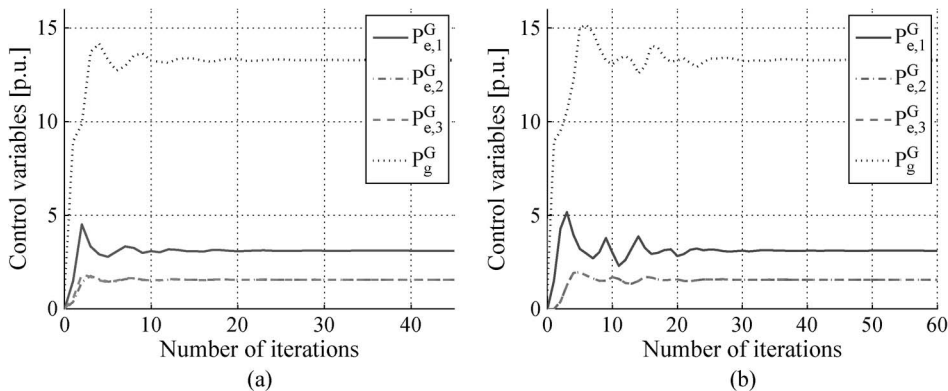 Control variables [p.u.]
15
10
5
0
P^G_e,1
P^G_e,2
P^G_e,3
P^G_g
0 10 20 30 40
Number of iterations
(a)
Control variables [p.u.]
15
10
5
0
P^G_e,1
P^G_e,2
P^G_e,3
P^G_g
0 10 20 30 40 50 60
Number of iterations
(b)